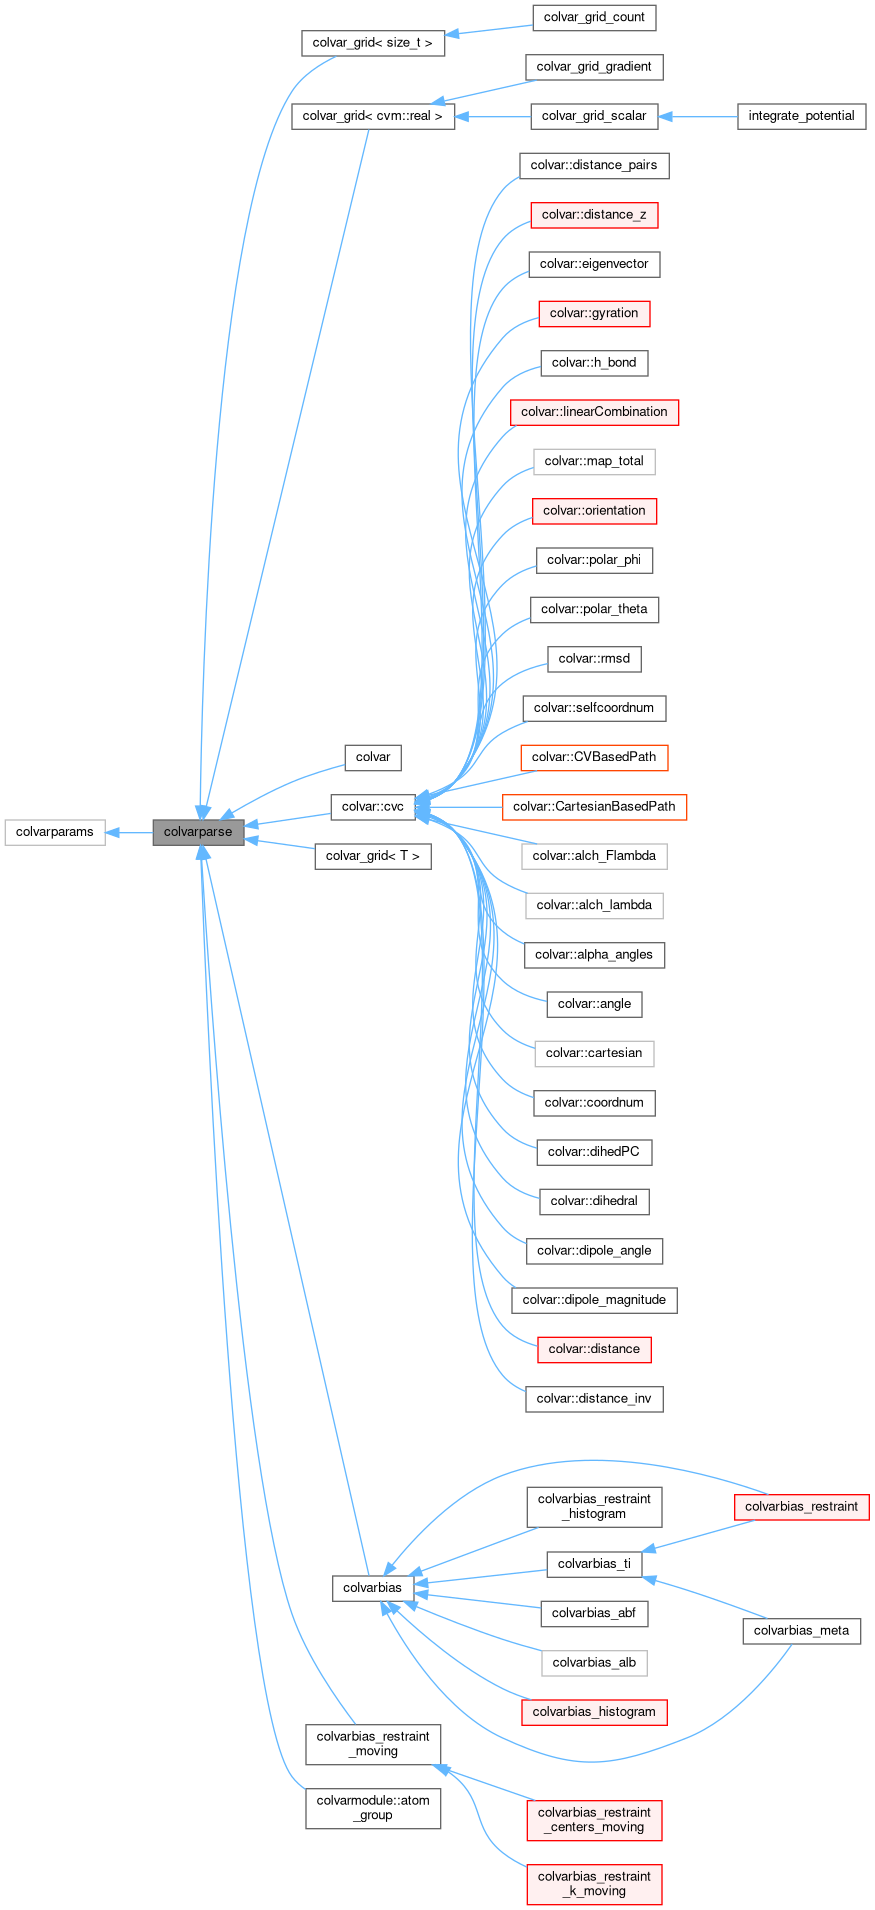 colvar_grid_count
colvar_grid< size_t >
colvar_grid_gradient
colvar_grid< cvm::real >
colvar_grid_scalar
integrate_potential
colvar::distance_pairs
colvar::distance_z
colvar::eigenvector
colvar::gyration
colvar::h_bond
colvar::linearCombination
colvar::map_total
colvar::orientation
colvar::polar_phi
colvar::polar_theta
colvar::rmsd
colvar::selfcoordnum
colvar
colvar::CVBasedPath
colvar::cvc
colvar::CartesianBasedPath
colvarparams
colvarparse
colvar_grid< T >
colvar::alch_Flambda
colvar::alch_lambda
colvar::alpha_angles
colvar::angle
colvar::cartesian
colvar::coordnum
colvar::dihedPC
colvar::dihedral
colvar::dipole_angle
colvar::dipole_magnitude
colvar::distance
colvar::distance_inv
colvarbias_restraint
_histogram
colvarbias_restraint
colvarbias_ti
colvarbias
colvarbias_abf
colvarbias_meta
colvarbias_alb
colvarbias_histogram
colvarbias_restraint
_moving
colvarmodule::atom
_group
colvarbias_restraint
_centers_moving
colvarbias_restraint
_k_moving